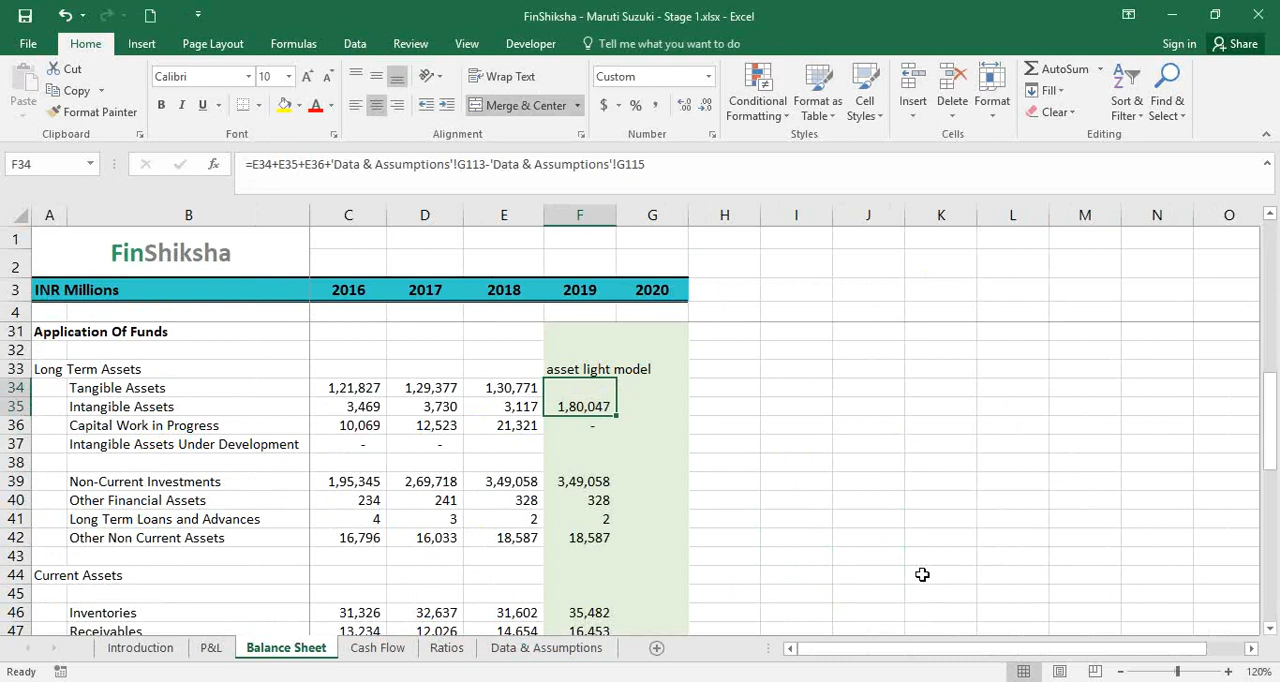 FinShiksha - Maruti Suzuki - Stage 1.xlsx - Excel
File Home Insert Page Layout Formulas Data Review View Developer Tell me what you want to do Sign in Share
Paste Cut Copy Format Painter Clipboard
Calibri 10 A A B I U A Font
Wrap Text Merge & Center Alignment
Custom $ % , Number
Conditional Formatting Format as Table Cell Styles Styles
Insert Delete Format Cells
AutoSum Fill Clear Sort & Filter Find & Select Editing
F34 fx =E34+E35+E36+'Data & Assumptions'!G113-'Data & Assumptions'!G115
A B C D E F G H I J K L M N O
1 FinShiksha
2
3 INR Millions 2016 2017 2018 2019 2020
4
31 Application Of Funds
32
33 Long Term Assets asset light model
34 Tangible Assets 1,21,827 1,29,377 1,30,771
35 Intangible Assets 3,469 3,730 3,117 1,80,047
36 Capital Work in Progress 10,069 12,523 21,321 -
37 Intangible Assets Under Development - -
38
39 Non-Current Investments 1,95,345 2,69,718 3,49,058 3,49,058
40 Other Financial Assets 234 241 328 328
41 Long Term Loans and Advances 4 3 2 2
42 Other Non Current Assets 16,796 16,033 18,587 18,587
43
44 Current Assets
45
46 Inventories 31,326 32,637 31,602 35,482
47 Receivables 13,234 12,026 14,654 16,453
Introduction P&L Balance Sheet Cash Flow Ratios Data & Assumptions
Ready 120%